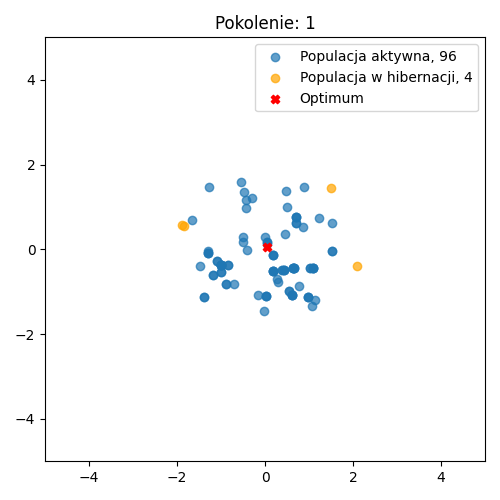 Pokolenie: 1
Populacja aktywna, 96
Populacja w hibernacji, 4
Optimum
4
2
0
−2
−4
−4 −2 0 2 4